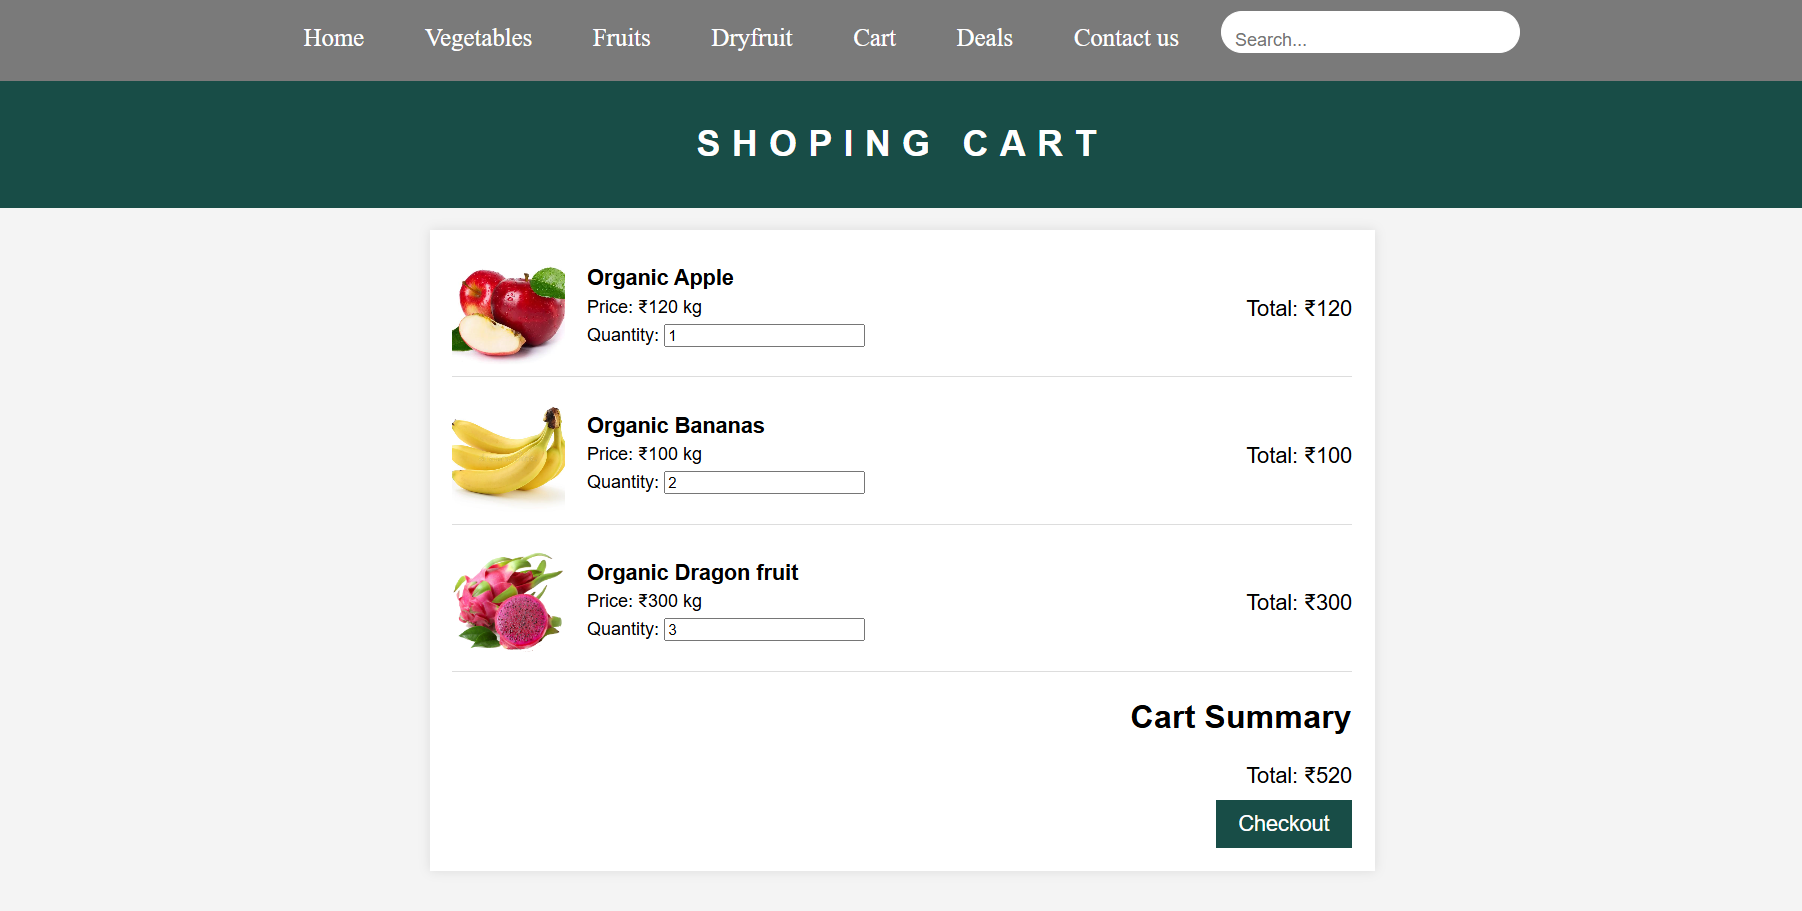 Home Vegetables Fruits Dryfruit Cart Deals Contact us Search...
SHOPING CART
Organic Apple
Price: ₹120 kg
Total: ₹120
Quantity: 1
Organic Bananas
Price: ₹100 kg
Total: ₹100
Quantity: 2
Organic Dragon fruit
Price: ₹300 kg
Total: ₹300
Quantity: 3
Cart Summary
Total: ₹520
Checkout